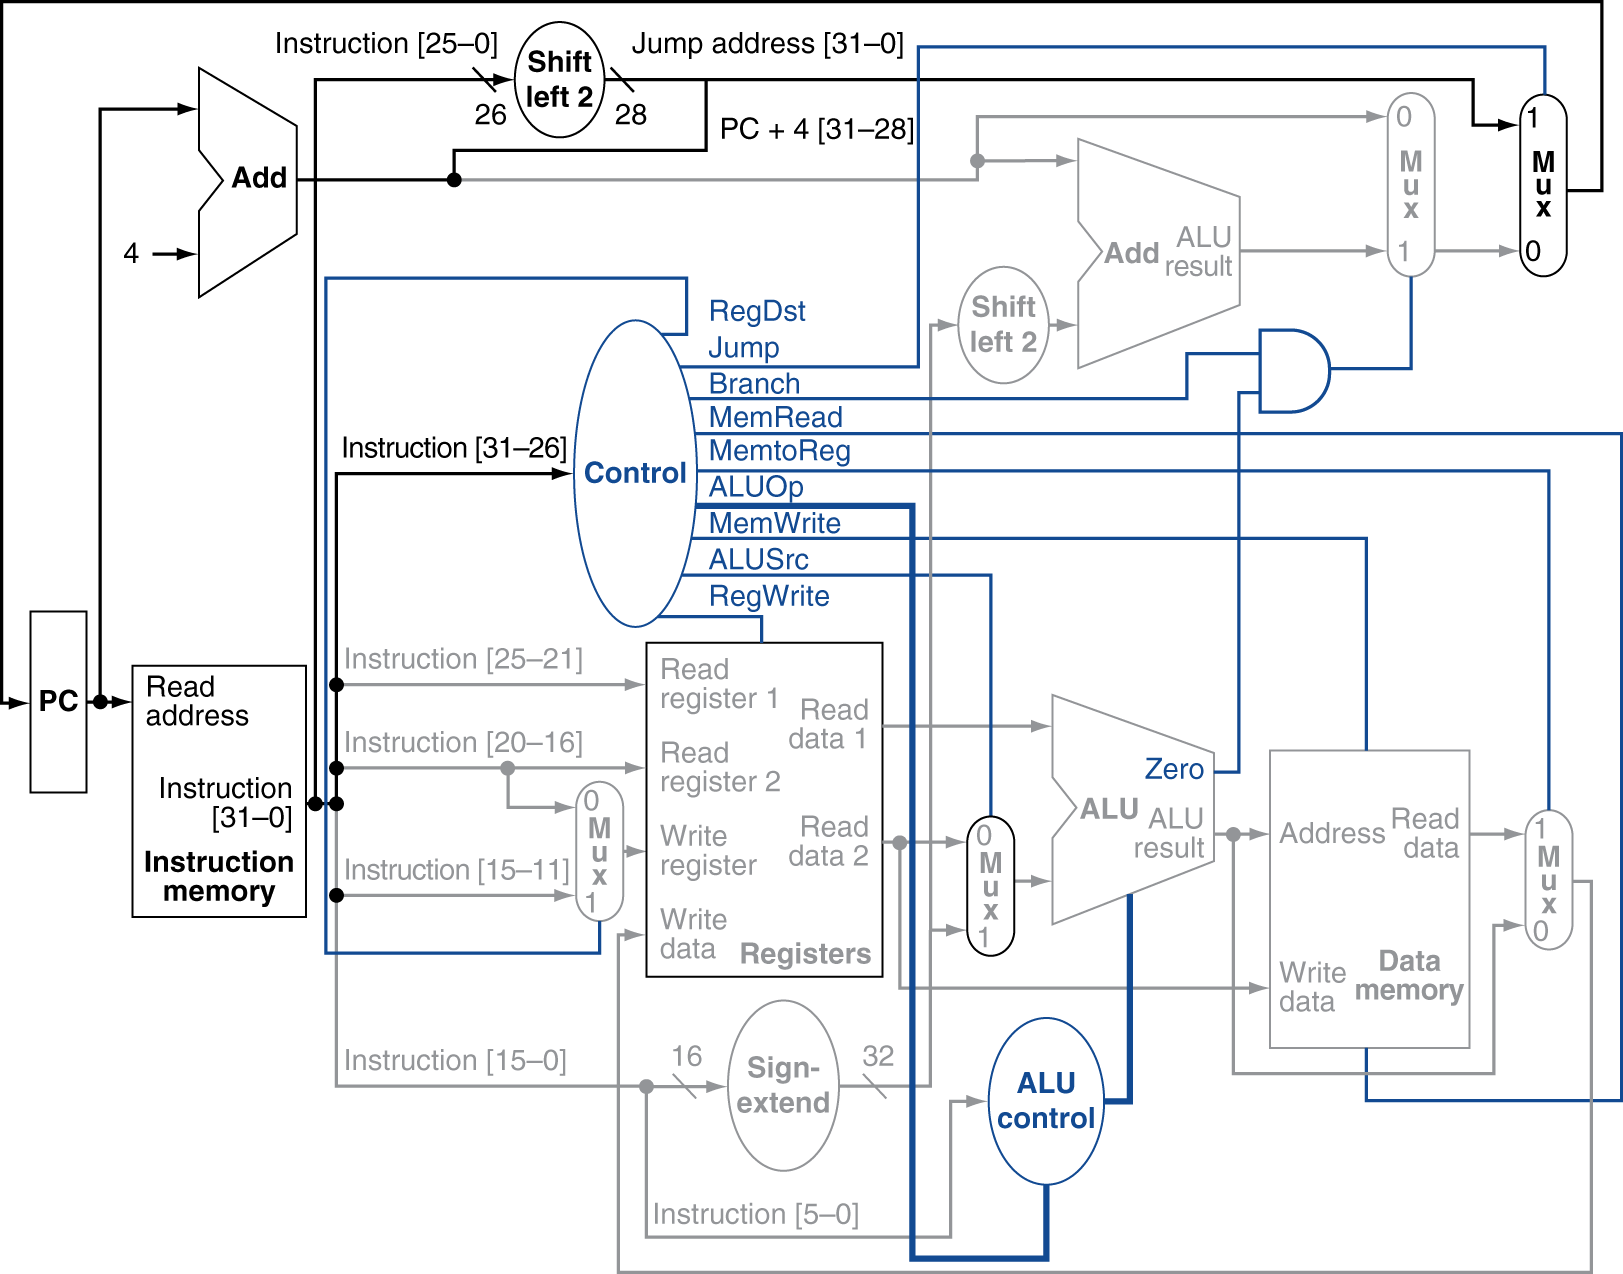 Instruction [25–0]
Shift
left 2
Jump address [31–0]
26
28
PC + 4 [31–28]
Add
4
0
M
u
x
1
1
M
u
x
0
Add
ALU
result
Shift
left 2
RegDst
Jump
Branch
MemRead
MemtoReg
ALUOp
MemWrite
ALUSrc
RegWrite
Instruction [31–26]
Control
PC
Read
address
Instruction
[31–0]
Instruction
memory
Instruction [25–21]
Instruction [20–16]
Instruction [15–11]
0
M
u
x
1
Read
register 1
Read
register 2
Write
register
Write
data
Read
data 1
Read
data 2
Registers
0
M
u
x
1
Zero
ALU
ALU
result
Address
Read
data
Write
data
Data
memory
1
M
u
x
0
Instruction [15–0]
16
Sign-
extend
32
ALU
control
Instruction [5–0]